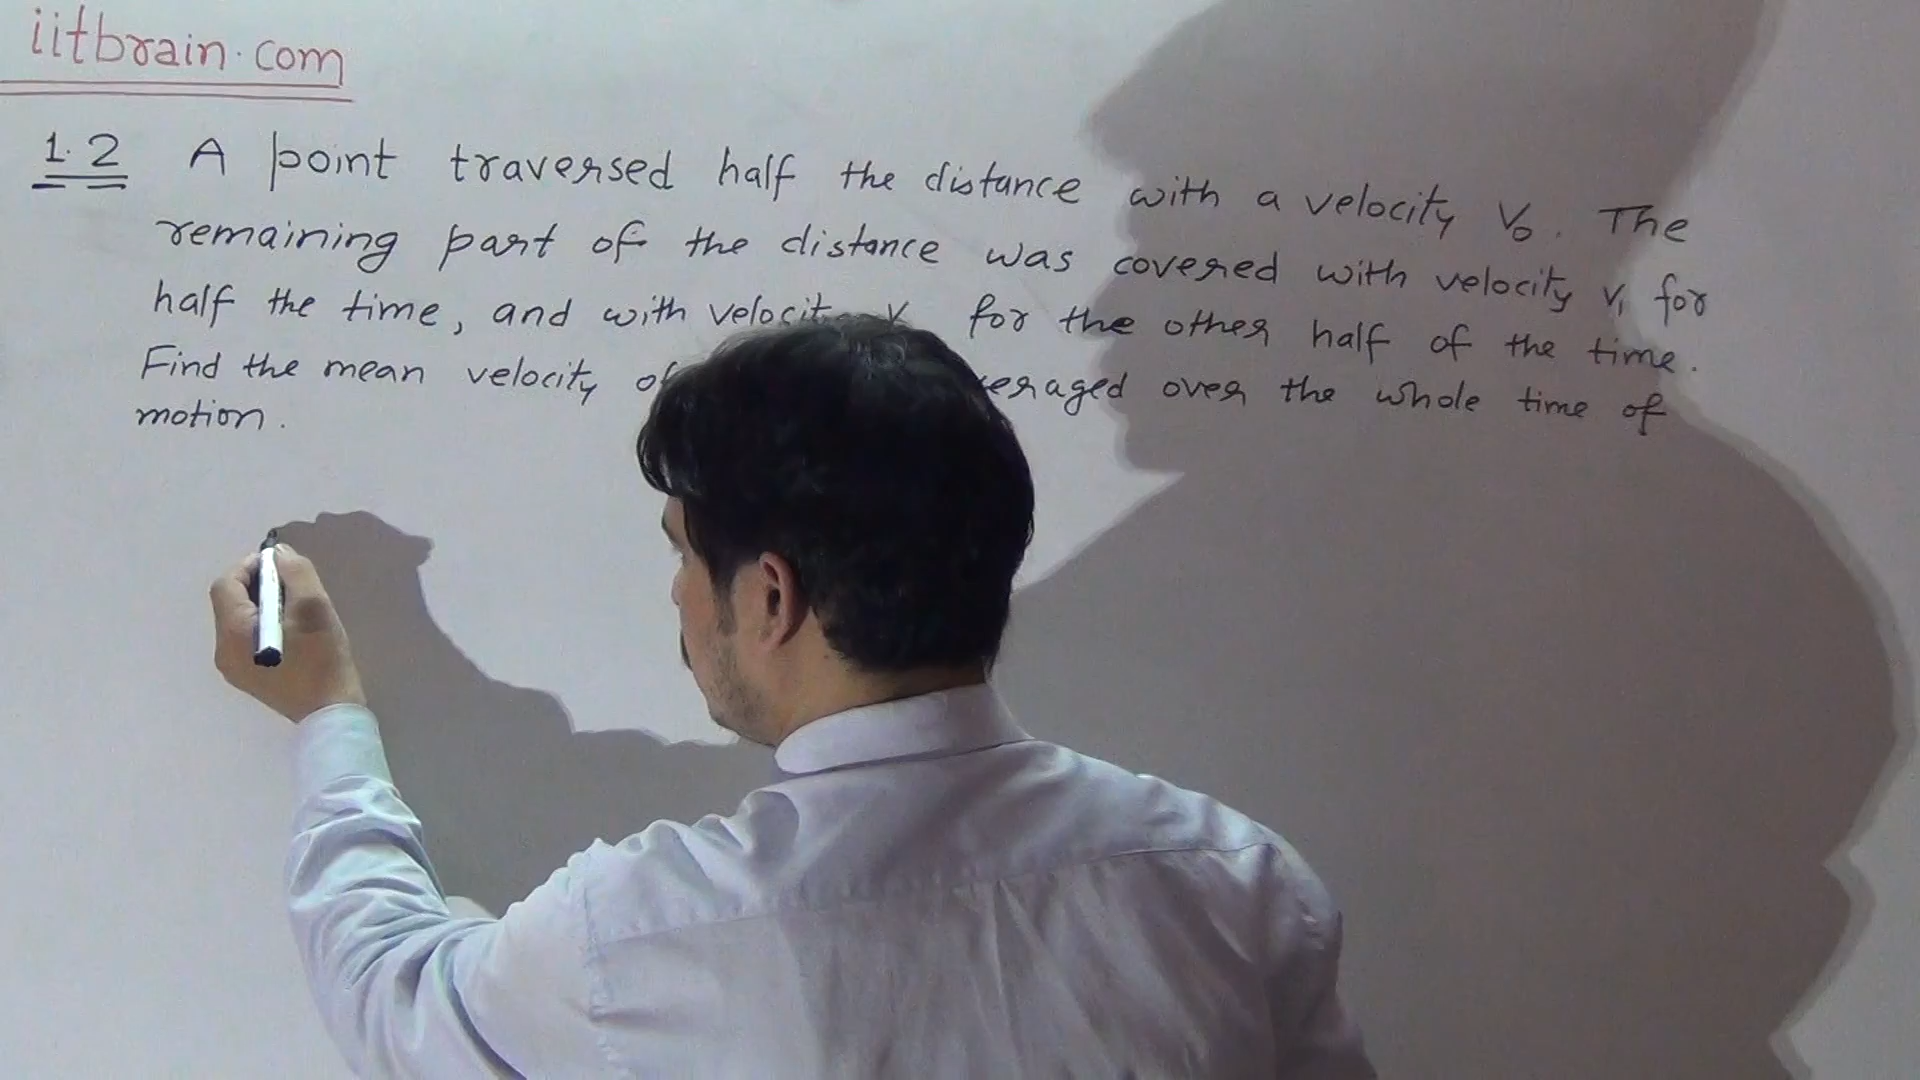 iitbrain.com
1.2 A point traversed half the distance with a velocity V₀. The
remaining part of the distance was covered with velocity v₁ for
half the time, and with for the other half of the time.
Find the mean velocity of over the whole time of
motion.